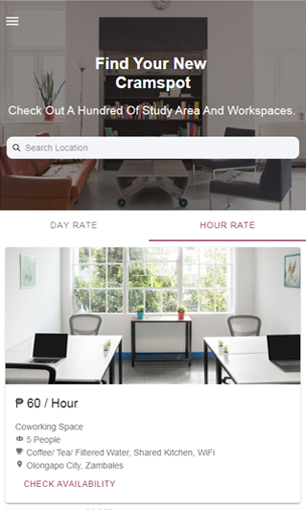 Find Your New
Cramspot
Check Out A Hundred Of Study Area And Workspaces.
Search Location
DAY RATE
HOUR RATE
₱ 60 / Hour
Coworking Space
5 People
Coffee/ Tea/ Filtered Water, Shared Kitchen, WiFi
Olongapo City, Zambales
CHECK AVAILABILITY